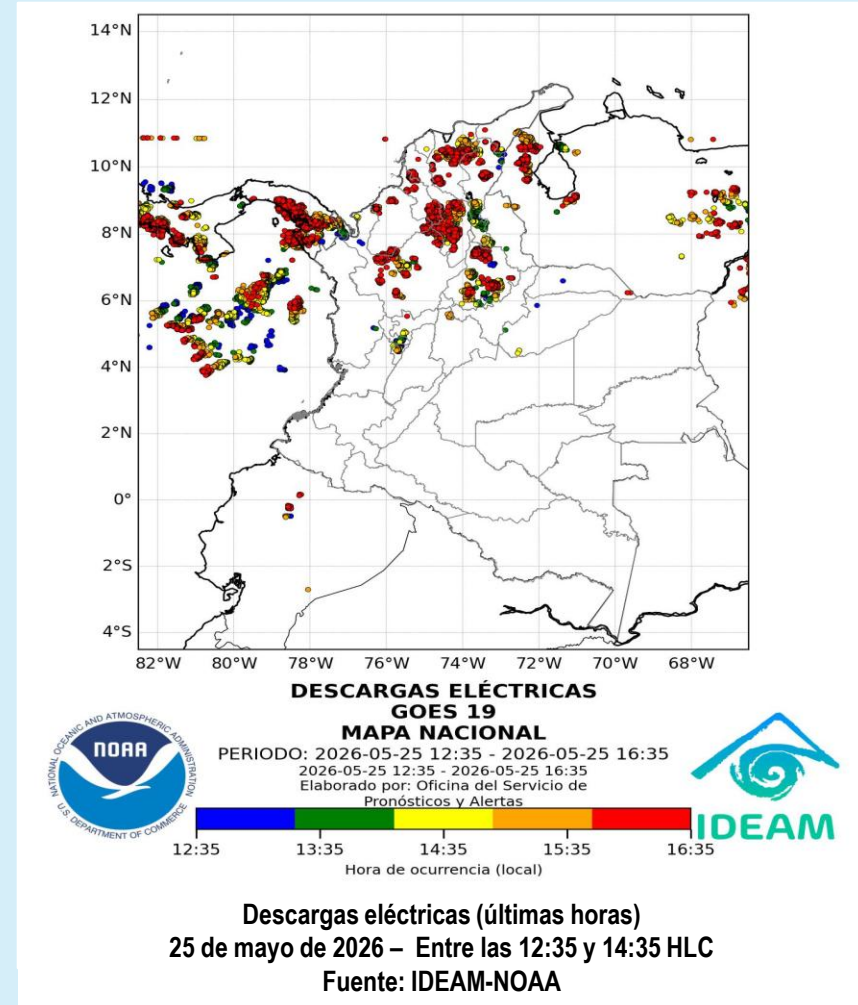 14°N
12°N
10°N
8°N
6°N
4°N
2°N
0°
2°S
4°S
82°W 80°W 78°W 76°W 74°W 72°W 70°W 68°W
DESCARGAS ELÉCTRICAS
GOES 19
MAPA NACIONAL
PERIODO: 2026-05-25 12:35 - 2026-05-25 16:35
2026-05-25 12:35 - 2026-05-25 16:35
Elaborado por: Oficina del Servicio de
Pronósticos y Alertas
NATIONAL OCEANIC AND ATMOSPHERIC ADMINISTRATION
NOAA
U.S. DEPARTMENT OF COMMERCE
IDEAM
12:35 13:35 14:35 15:35 16:35
Hora de ocurrencia (local)
Descargas eléctricas (últimas horas)
25 de mayo de 2026 – Entre las 12:35 y 14:35 HLC
Fuente: IDEAM-NOAA